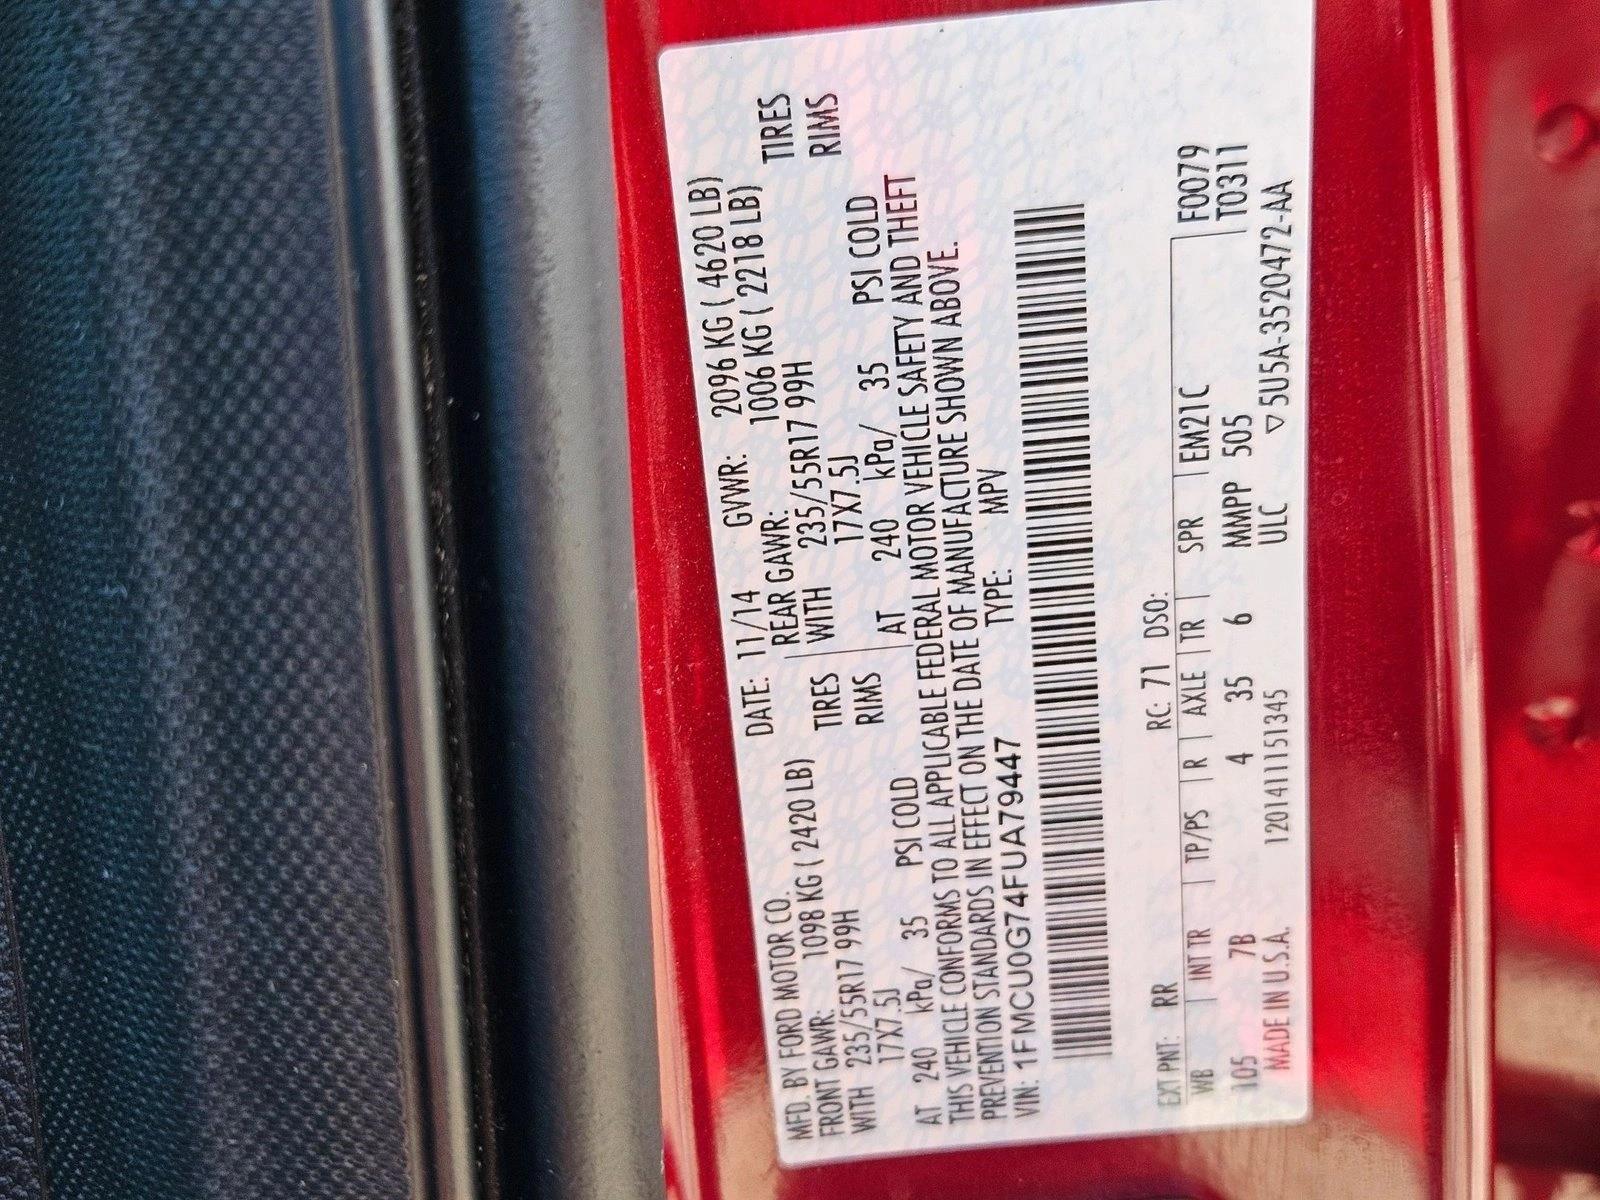 MFD. BY FORD MOTOR CO.
DATE: 11/14 GVWR: 2096 KG ( 4620 LB)
FRONT GAWR: 1098 KG ( 2420 LB) REAR GAWR: 1006 KG ( 2218 LB)
WITH 235/55R17 99H TIRES WITH 235/55R17 99H TIRES
17X7.5J RIMS 17X7.5J RIMS
AT 240 kPa/ 35 PSI COLD AT 240 kPa/ 35 PSI COLD
THIS VEHICLE CONFORMS TO ALL APPLICABLE FEDERAL MOTOR VEHICLE SAFETY AND THEFT
PREVENTION STANDARDS IN EFFECT ON THE DATE OF MANUFACTURE SHOWN ABOVE.
VIN: 1FMCU0G74FUA79447 TYPE: MPV
EXT PNT: RR RC: 71 DSO:
WB | INT TR | TP/PS | R | AXLE | TR | SPR | EM21C F0079
105 7B 4 35 6 MMPP 505 T0311
MADE IN U.S.A. 1201411151345 ULC ▽5U5A-3520472-AA